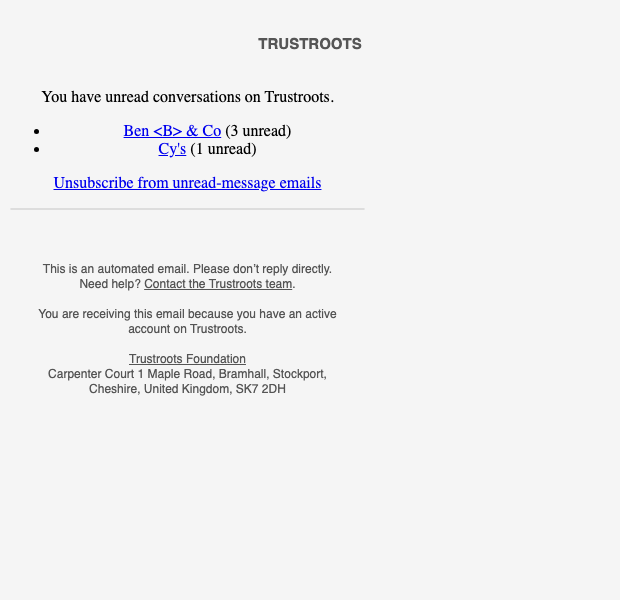 TRUSTROOTS
You have unread conversations on Trustroots.
Ben <B> & Co (3 unread)
Cy's (1 unread)
Unsubscribe from unread-message emails
This is an automated email. Please don’t reply directly.
Need help? Contact the Trustroots team.
You are receiving this email because you have an active
account on Trustroots.
Trustroots Foundation
Carpenter Court 1 Maple Road, Bramhall, Stockport,
Cheshire, United Kingdom, SK7 2DH